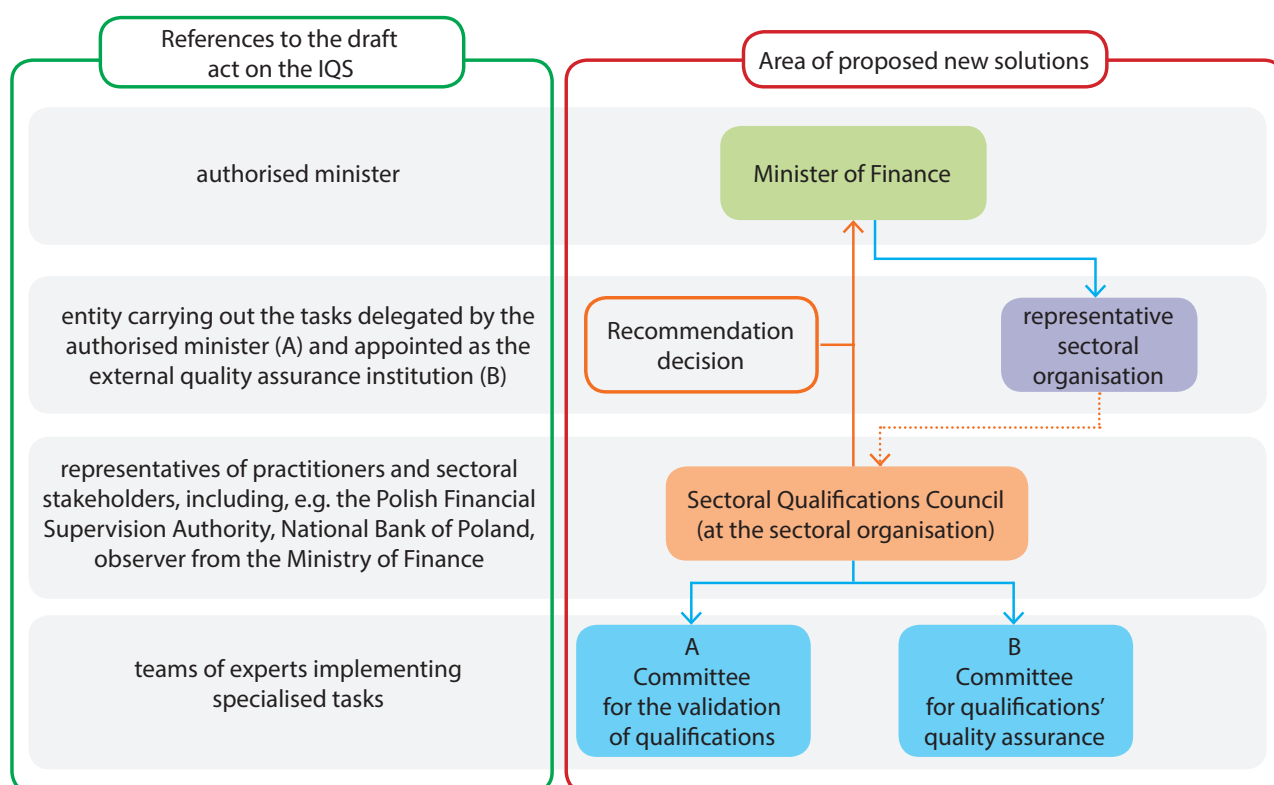 References to the draft
act on the IQS
Area of proposed new solutions
authorised minister
Minister of Finance
entity carrying out the tasks delegated by the
authorised minister (A) and appointed as the
external quality assurance institution (B)
Recommendation
decision
representative
sectoral
organisation
representatives of practitioners and sectoral
stakeholders, including, e.g. the Polish Financial
Supervision Authority, National Bank of Poland,
observer from the Ministry of Finance
Sectoral Qualifications Council
(at the sectoral organisation)
teams of experts implementing
specialised tasks
A
Committee
for the validation
of qualifications
B
Committee
for qualifications’
quality assurance